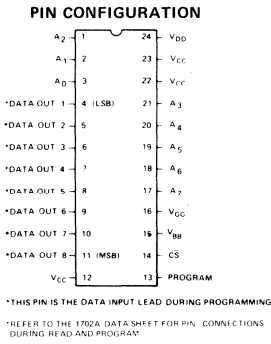 PIN CONFIGURATION
A2 1 24 VDD
A1 2 23 VCC
A0 3 22 VCC
*DATA OUT 1 4 (LSB) 21 A3
*DATA OUT 2 5 20 A4
*DATA OUT 3 6 19 A5
*DATA OUT 4 7 18 A6
*DATA OUT 5 8 17 A7
*DATA OUT 6 9 16 VGG
*DATA OUT 7 10 15 VBB
*DATA OUT 8 11 (MSB) 14 C̅S̅
VCC 12 13 PROGRAM
*THIS PIN IS THE DATA INPUT LEAD DURING PROGRAMMING
*REFER TO THE 1702A DATA SHEET FOR PIN CONNECTIONS
DURING READ AND PROGRAM